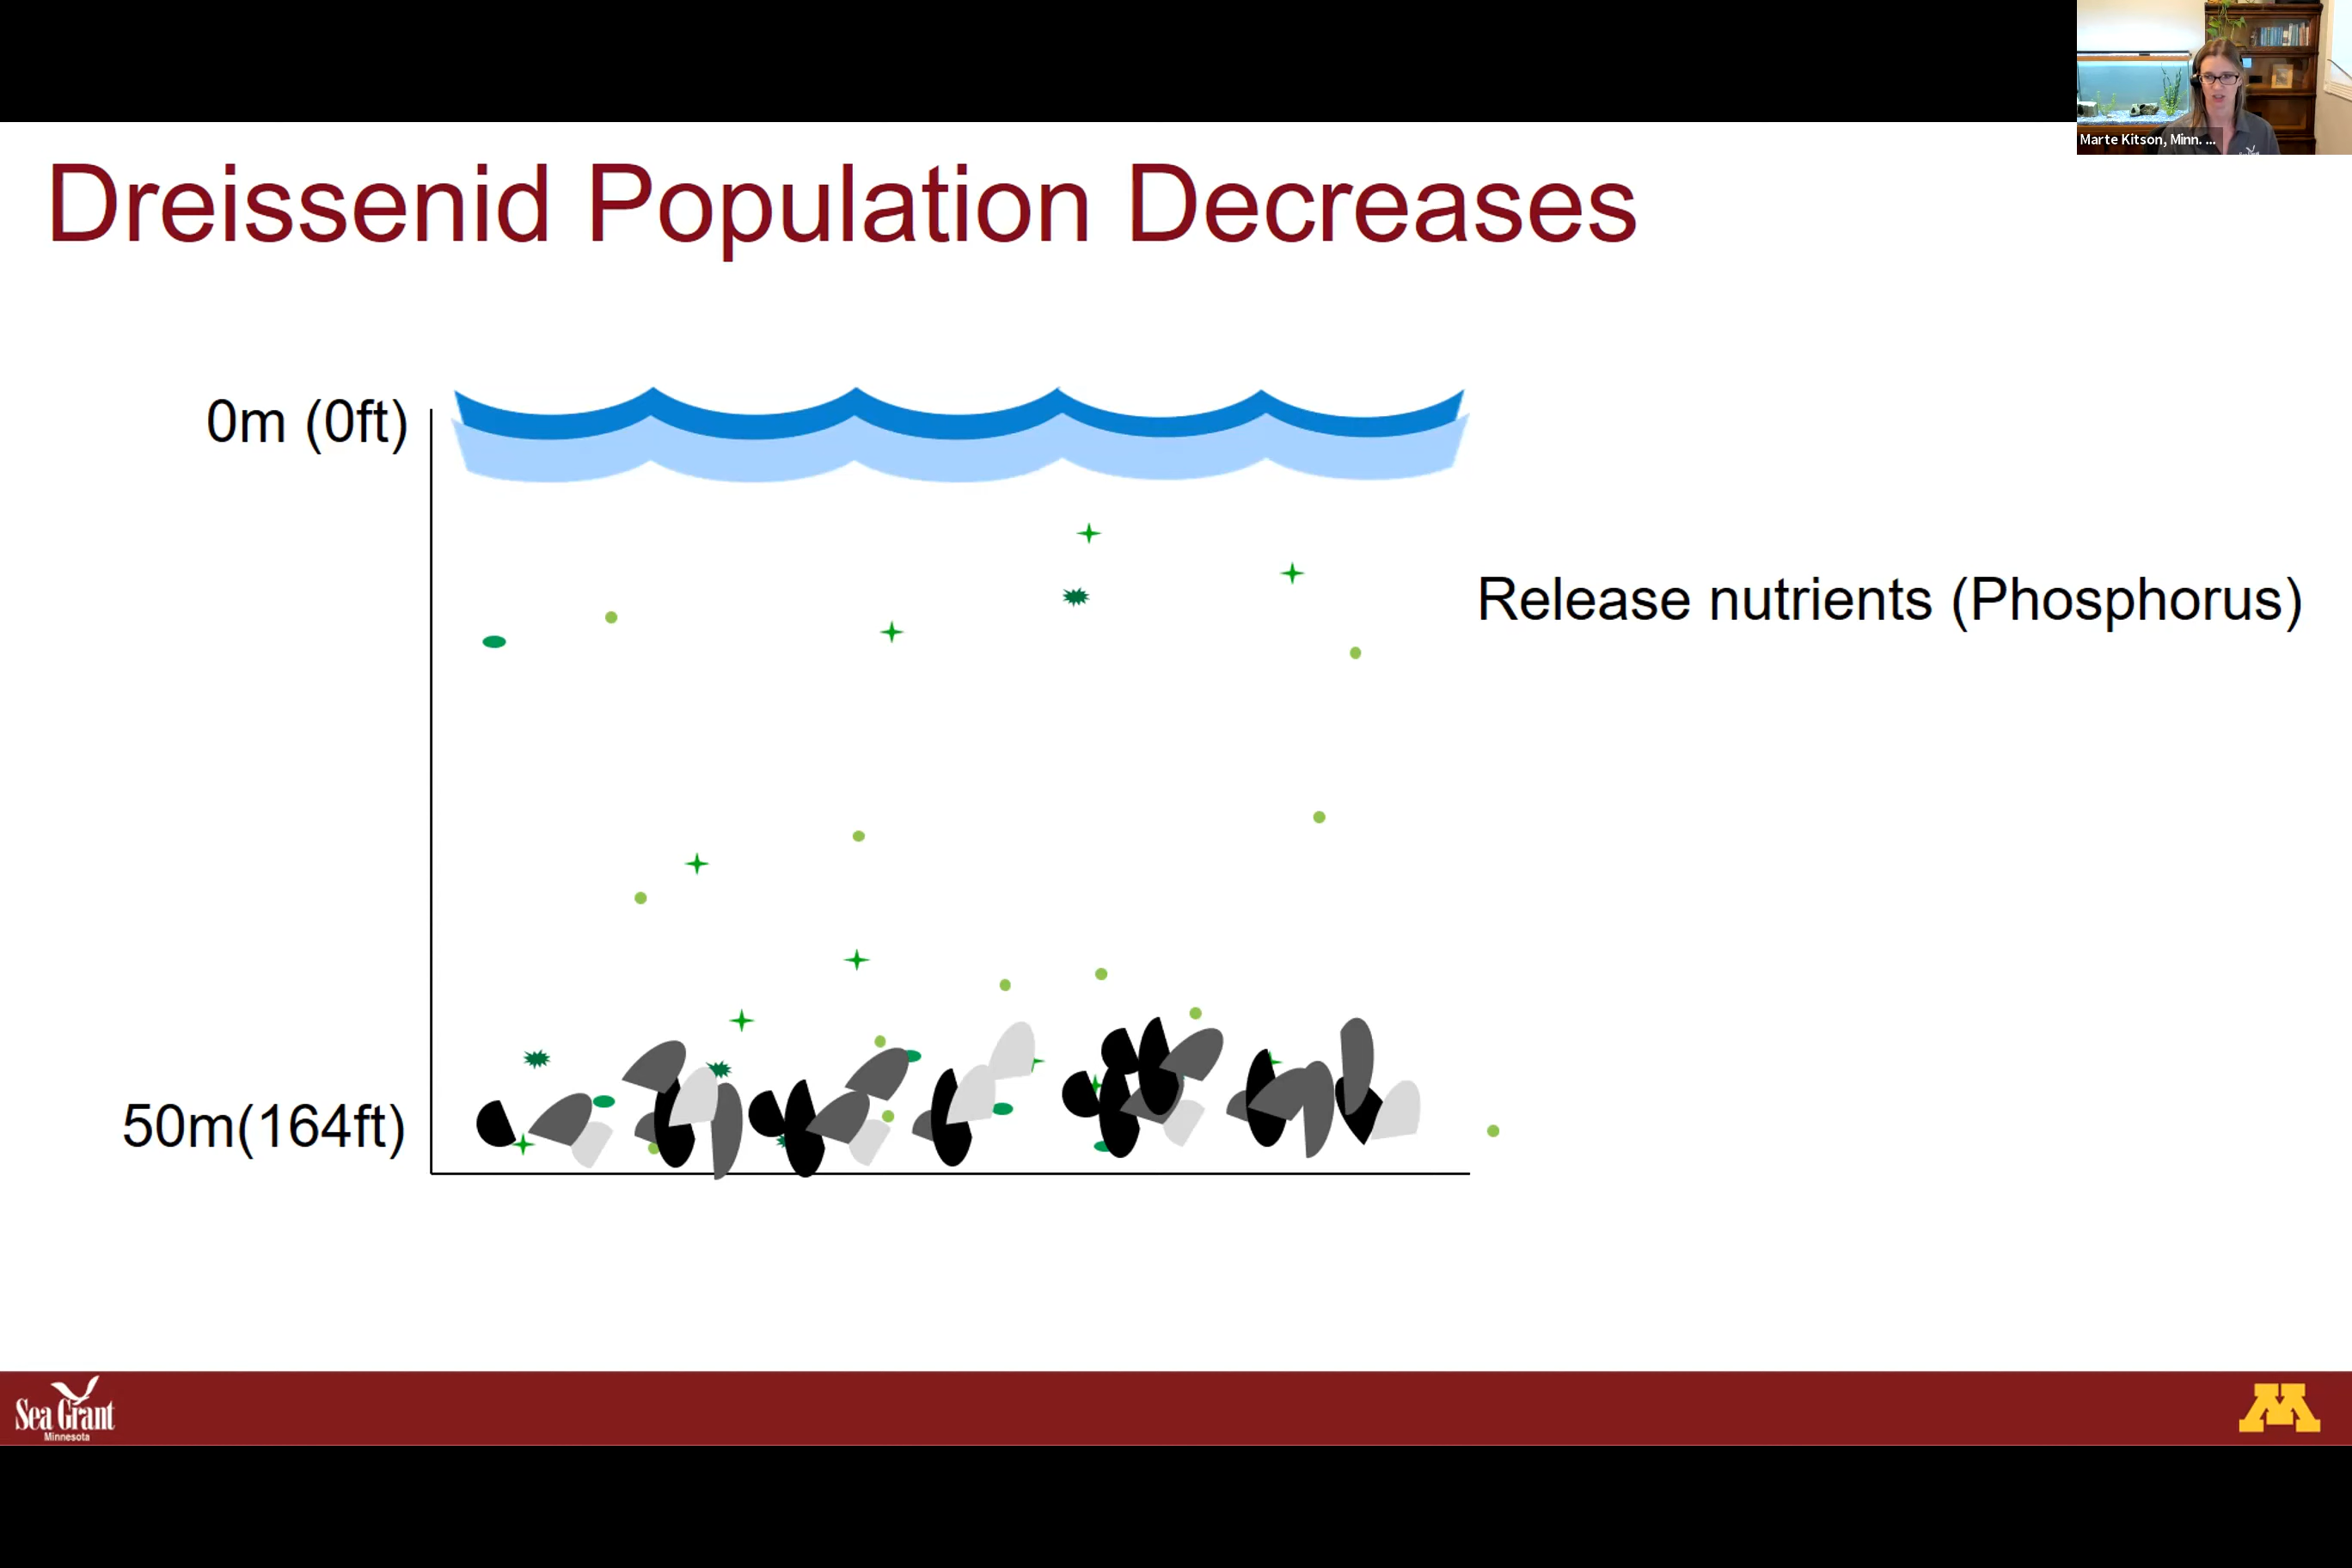 Marte Kitson, Minn. ...
Dreissenid Population Decreases
0m (0ft)
Release nutrients (Phosphorus)
50m(164ft)
Sea Grant
Minnesota
M